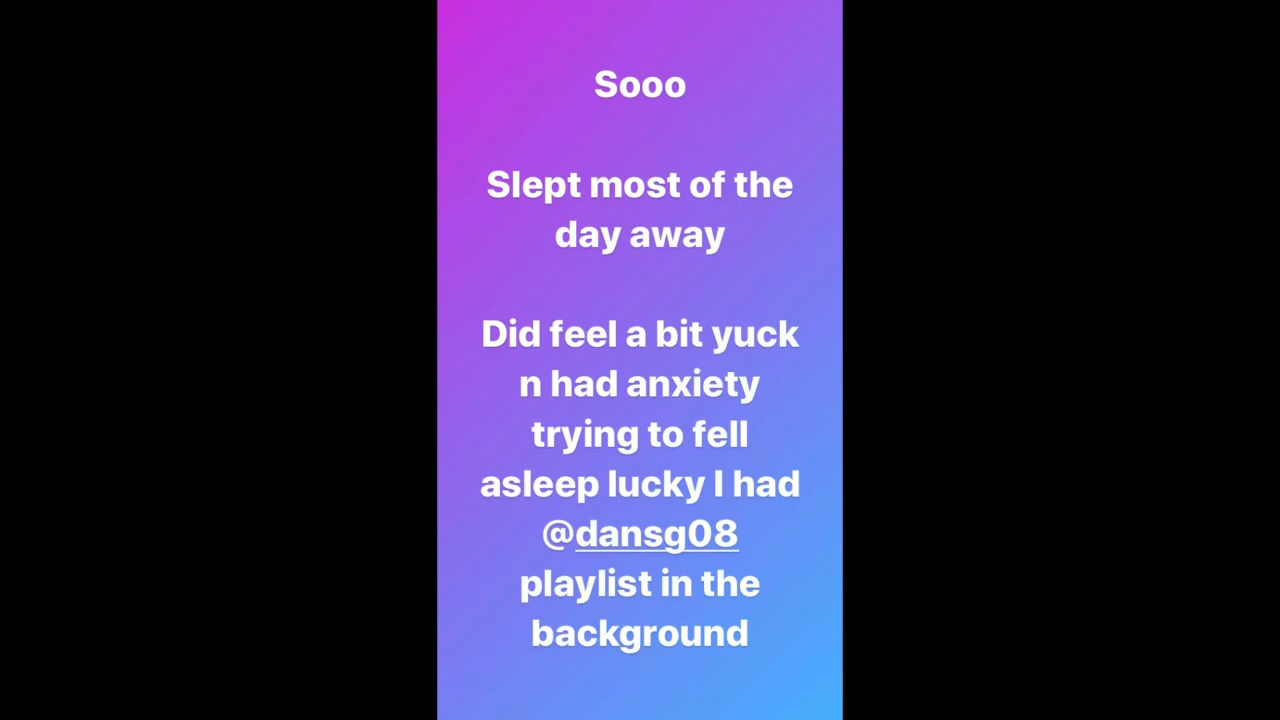 Sooo
Slept most of the
day away
Did feel a bit yuck
n had anxiety
trying to fell
asleep lucky I had
@dansg08
playlist in the
background